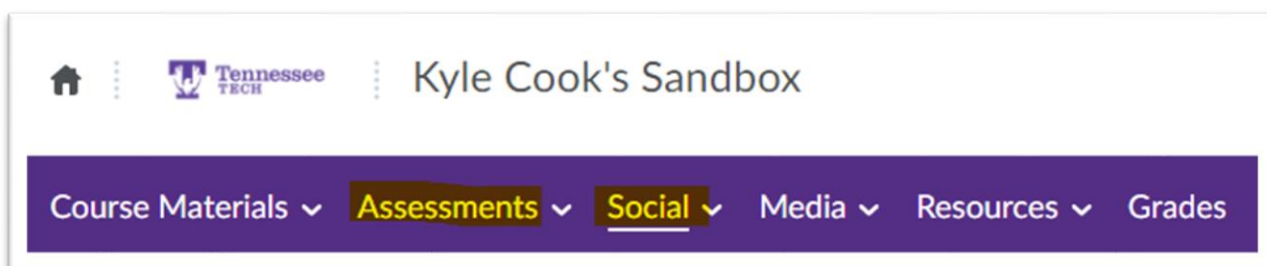 Tennessee
TECH
Kyle Cook's Sandbox
Course Materials Assessments Social Media Resources Grades